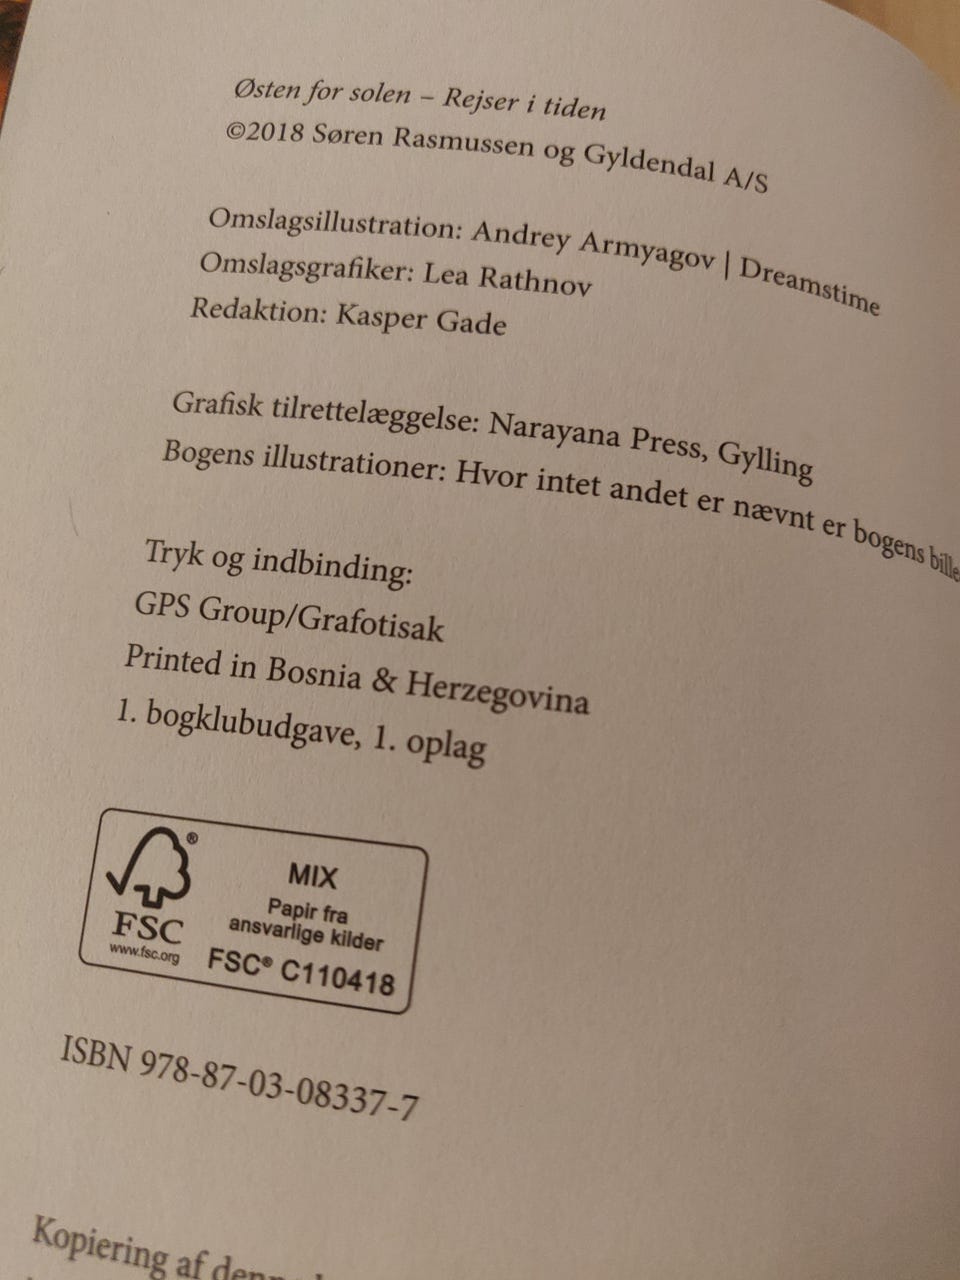 Østen for solen – Rejser i tiden
©2018 Søren Rasmussen og Gyldendal A/S
Omslagsillustration: Andrey Armyagov | Dreamstime
Omslagsgrafiker: Lea Rathnov
Redaktion: Kasper Gade
Grafisk tilrettelæggelse: Narayana Press, Gylling
Bogens illustrationer: Hvor intet andet er nævnt er bogens bille
Tryk og indbinding:
GPS Group/Grafotisak
Printed in Bosnia & Herzegovina
1. bogklubudgave, 1. oplag
®
FSC
www.fsc.org
MIX
Papir fra
ansvarlige kilder
FSC® C110418
ISBN 978-87-03-08337-7
Kopiering af